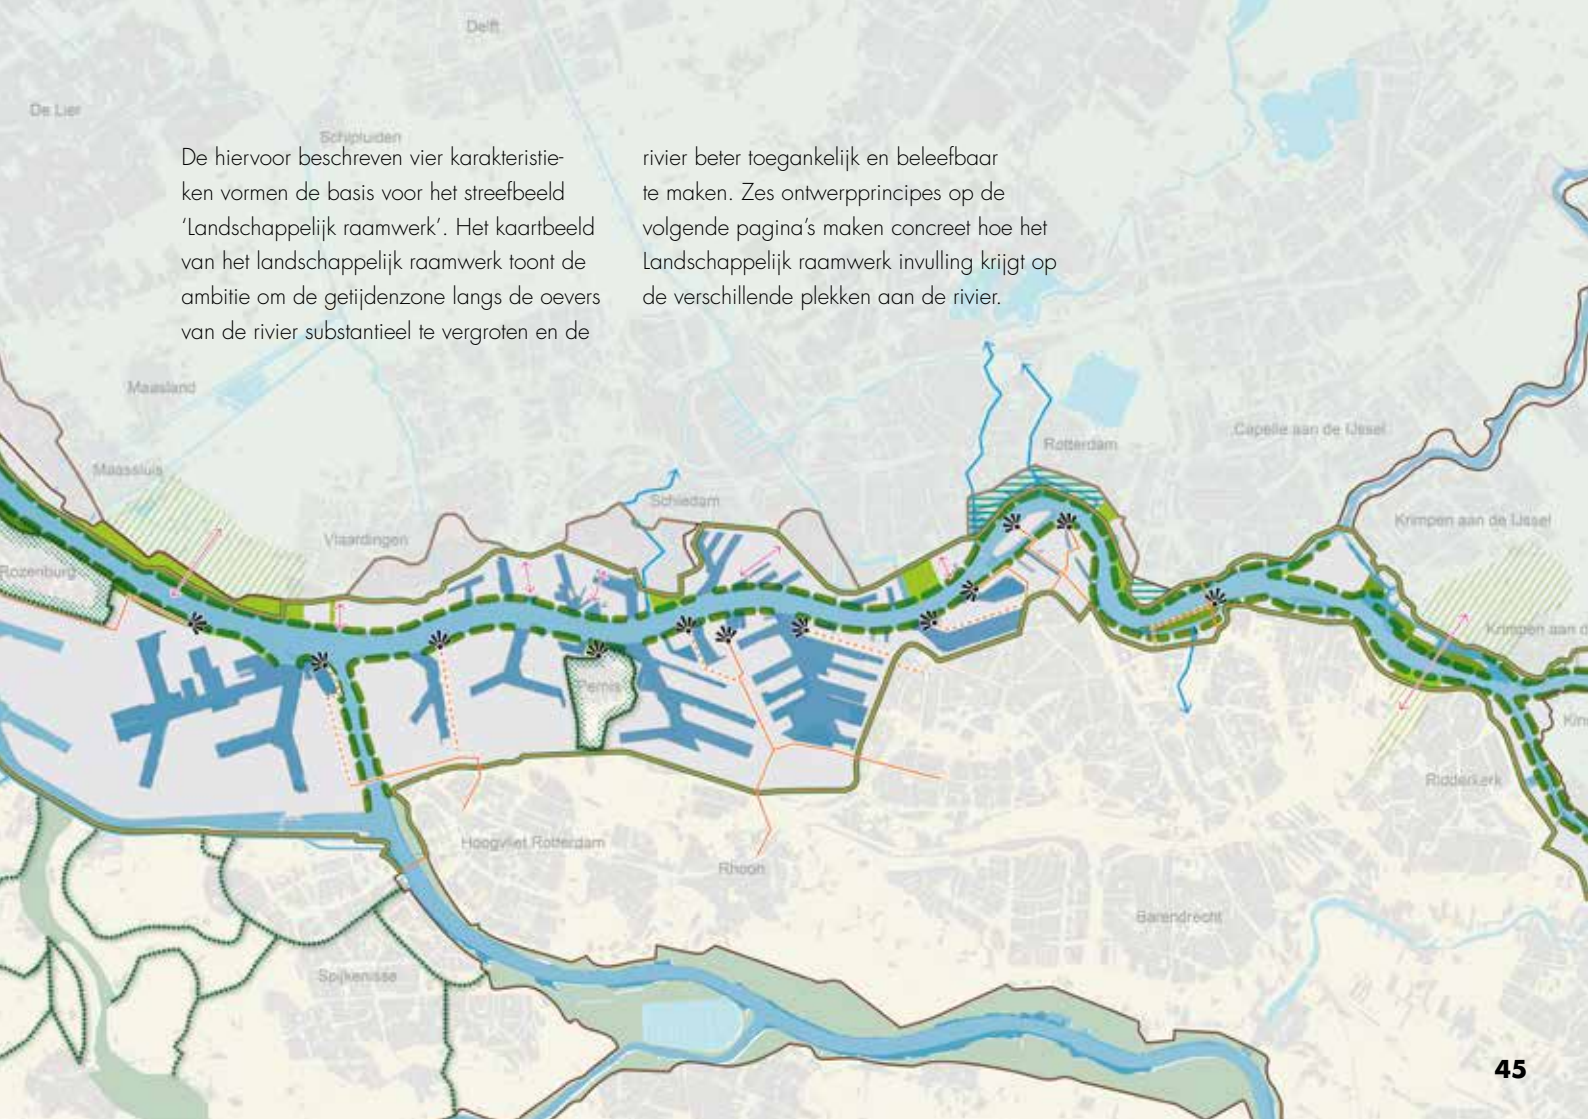 Delft
De Lier
Schipluiden
De hiervoor beschreven vier karakteristie-
ken vormen de basis voor het streefbeeld
‘Landschappelijk raamwerk’. Het kaartbeeld
van het landschappelijk raamwerk toont de
ambitie om de getijdenzone langs de oevers
van de rivier substantieel te vergroten en de
rivier beter toegankelijk en beleefbaar
te maken. Zes ontwerpprincipes op de
volgende pagina’s maken concreet hoe het
Landschappelijk raamwerk invulling krijgt op
de verschillende plekken aan de rivier.
Maasland
Maassluis
Rotterdam
Capelle aan de IJssel
Schiedam
Vlaardingen
Krimpen aan de IJssel
Rozenburg
Krimpen aan d
Pernis
Kin
Ridderkerk
Hoogvliet Rotterdam
Rhoon
Barendrecht
Spijkenisse
45